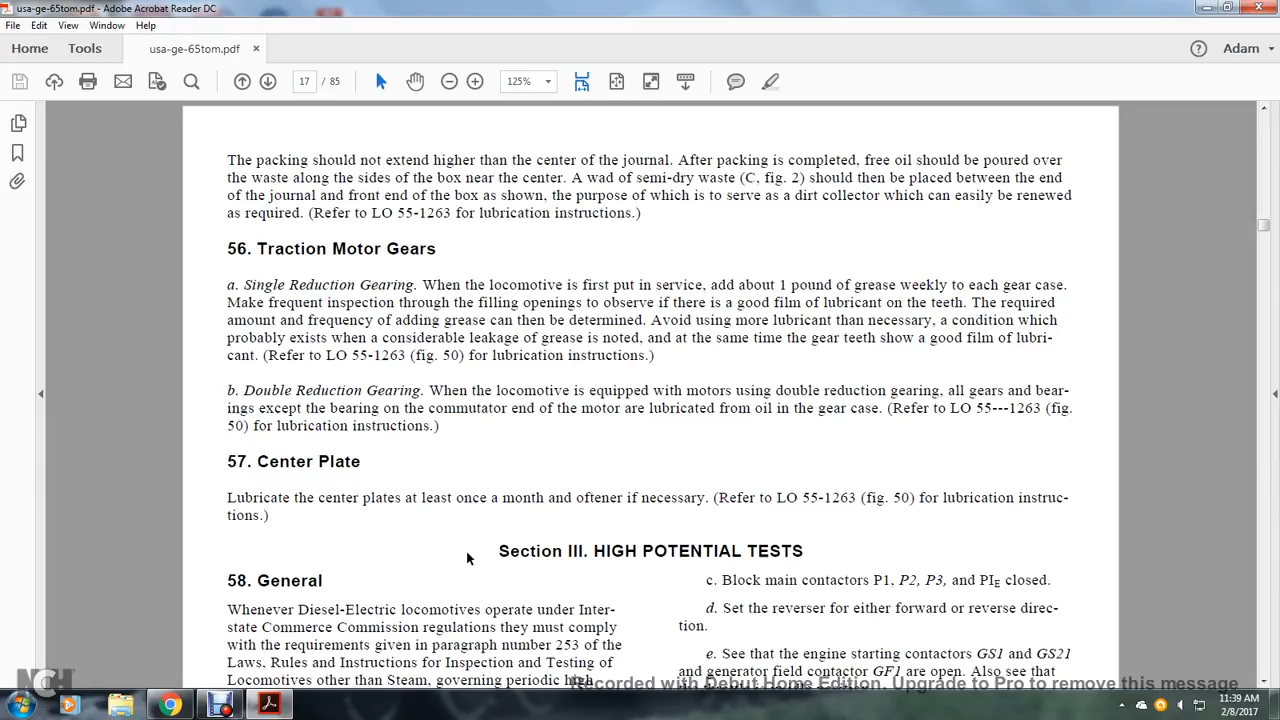 usa-ge-65tom.pdf - Adobe Acrobat Reader DC
File Edit View Window Help
Home Tools usa-ge-65tom.pdf × Adam
17 / 85 125%
The packing should not extend higher than the center of the journal. After packing is completed, free oil should be poured over
the waste along the sides of the box near the center. A wad of semi-dry waste (C, fig. 2) should then be placed between the end
of the journal and front end of the box as shown, the purpose of which is to serve as a dirt collector which can easily be renewed
as required. (Refer to LO 55-1263 for lubrication instructions.)
56. Traction Motor Gears
a. Single Reduction Gearing. When the locomotive is first put in service, add about 1 pound of grease weekly to each gear case.
Make frequent inspection through the filling openings to observe if there is a good film of lubricant on the teeth. The required
amount and frequency of adding grease can then be determined. Avoid using more lubricant than necessary, a condition which
probably exists when a considerable leakage of grease is noted, and at the same time the gear teeth show a good film of lubri-
cant. (Refer to LO 55-1263 (fig. 50) for lubrication instructions.)
b. Double Reduction Gearing. When the locomotive is equipped with motors using double reduction gearing, all gears and bear-
ings except the bearing on the commutator end of the motor are lubricated from oil in the gear case. (Refer to LO 55---1263 (fig.
50) for lubrication instructions.)
57. Center Plate
Lubricate the center plates at least once a month and oftener if necessary. (Refer to LO 55-1263 (fig. 50) for lubrication instruc-
tions.)
Section III. HIGH POTENTIAL TESTS
58. General
Whenever Diesel-Electric locomotives operate under Inter-
state Commerce Commission regulations they must comply
with the requirements given in paragraph number 253 of the
Laws, Rules and Instructions for Inspection and Testing of
Locomotives other than Steam, governing periodic high
c. Block main contactors P1, P2, P3, and PIE closed.
d. Set the reverser for either forward or reverse direc-
tion.
e. See that the engine starting contactors GS1 and GS21
and generator field contactor GF1 are open. Also see that
NCH
Recorded with Debut Home Edition. Upgrade to Pro to remove this message
11:39 AM
2/8/2017